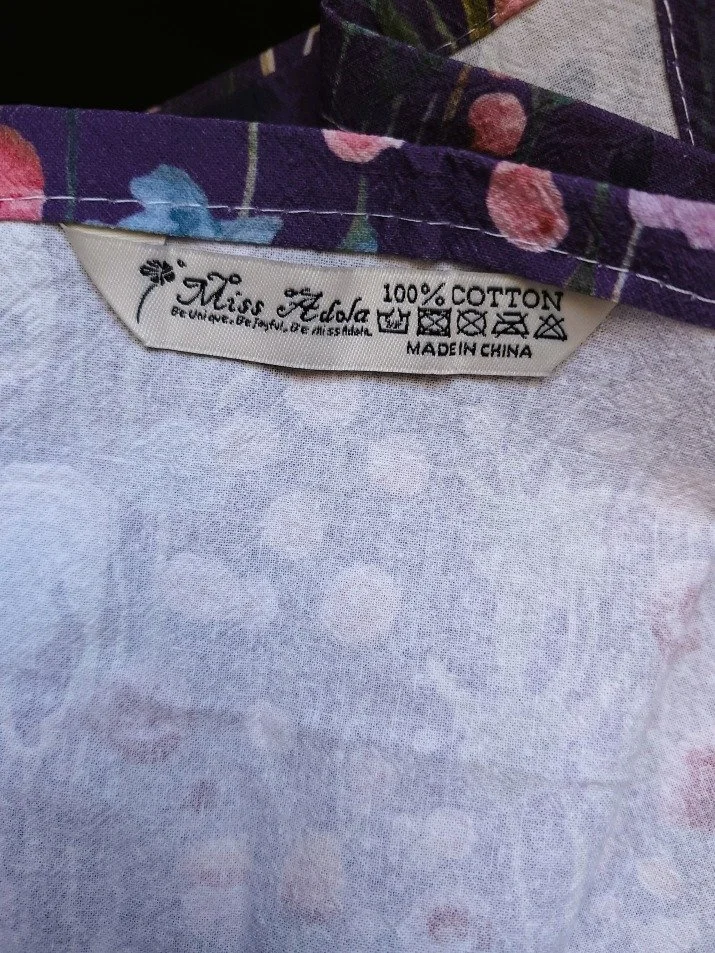 Miss Adola
Be Unique, Be Joyful, Be miss Adola.
100% COTTON
MADE IN CHINA